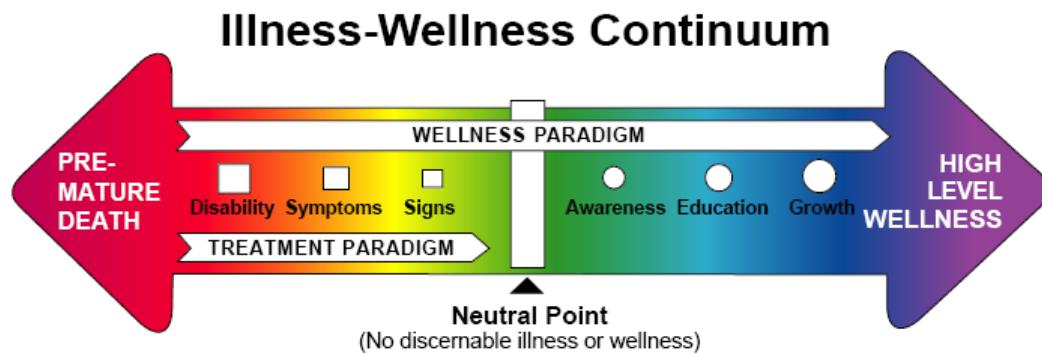 Illness-Wellness Continuum
WELLNESS PARADIGM
PRE-
MATURE
DEATH
Disability Symptoms Signs Awareness Education Growth
HIGH
LEVEL
WELLNESS
TREATMENT PARADIGM
Neutral Point
(No discernable illness or wellness)